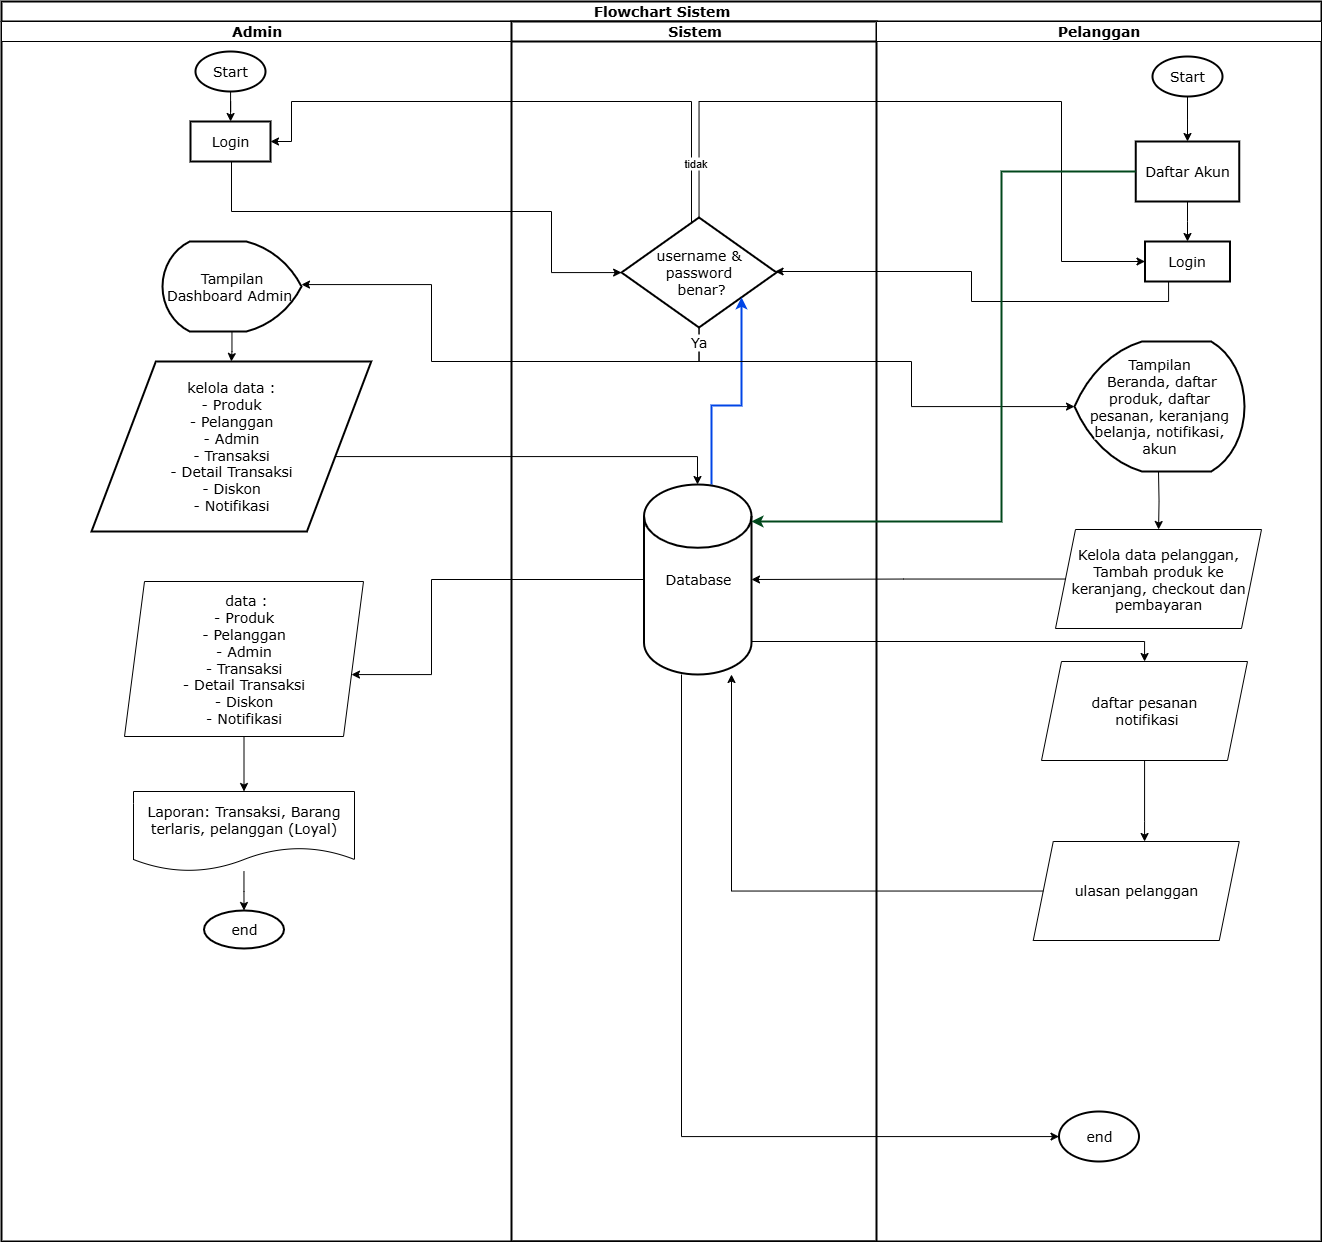 Flowchart Sistem
Admin
Sistem
Pelanggan
Start
Login
Tampilan
Dashboard Admin
kelola data :
- Produk
- Pelanggan
- Admin
- Transaksi
- Detail Transaksi
- Diskon
- Notifikasi
data :
- Produk
- Pelanggan
- Admin
- Transaksi
- Detail Transaksi
- Diskon
- Notifikasi
Laporan: Transaksi, Barang
terlaris, pelanggan (Loyal)
end
tidak
username &
password
benar?
Ya
Database
Start
Daftar Akun
Login
Tampilan
Beranda, daftar
produk, daftar
pesanan, keranjang
belanja, notifikasi,
akun
Kelola data pelanggan,
Tambah produk ke
keranjang, checkout dan
pembayaran
daftar pesanan
notifikasi
ulasan pelanggan
end